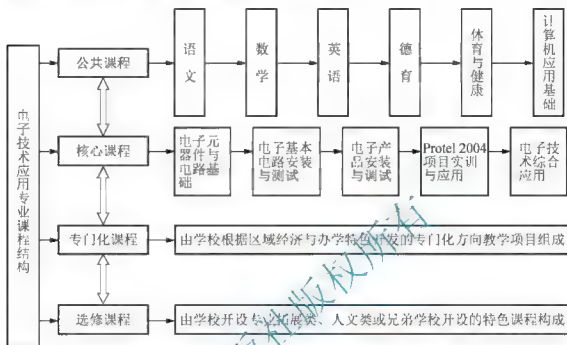 电子技术应用专业课程结构
公共课程
语文
数学
英语
德育
体育与健康
计算机应用基础
核心课程
电子元
器件与
电路基
础
电子基本
电路安装
与测试
电子产
品安装
与调试
Protel 2004
项目实训
与应用
电子技
术综合
应用
专门化课程
由学校根据区域经济与办学特色开发的专门化方向教学项目组成
选修课程
由学校开设专业拓展类、人文类或兄弟学校开设的特色课程构成
社版权所有